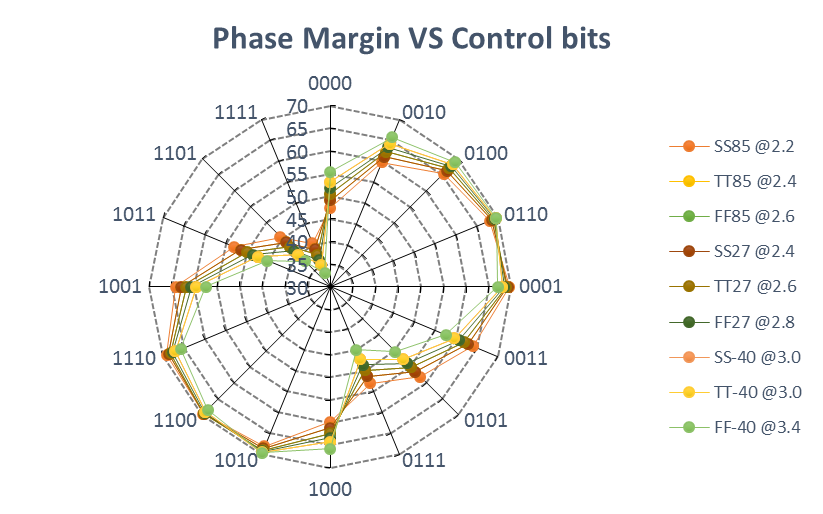 Phase Margin VS Control bits
0000
1111
0010
70
65
1101
0100
60
55
1011
50
0110
45
40
35
1001
30
0001
1110
0011
1100
0101
1010
0111
1000
SS85 @2.2
TT85 @2.4
FF85 @2.6
SS27 @2.4
TT27 @2.6
FF27 @2.8
SS-40 @3.0
TT-40 @3.0
FF-40 @3.4